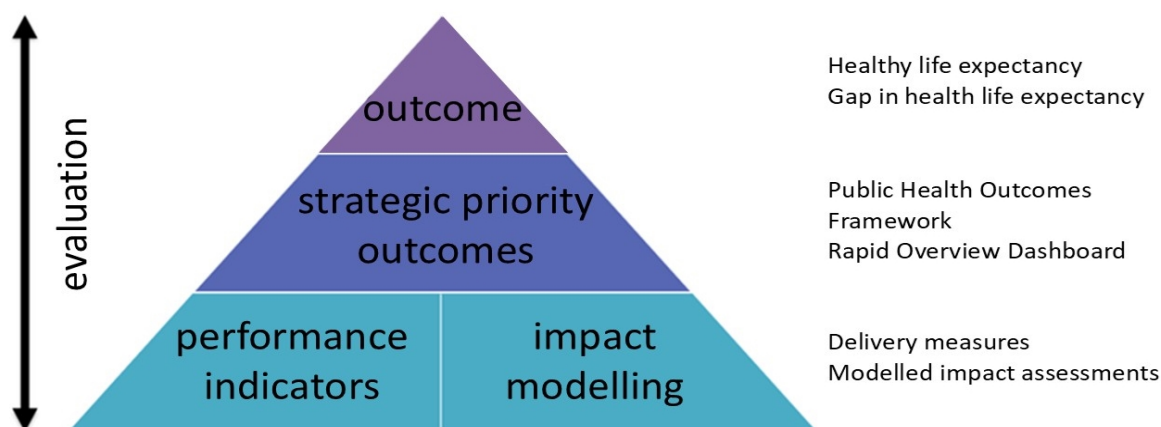 evaluation
outcome
strategic priority
outcomes
performance
indicators
impact
modelling
Healthy life expectancy
Gap in health life expectancy
Public Health Outcomes
Framework
Rapid Overview Dashboard
Delivery measures
Modelled impact assessments